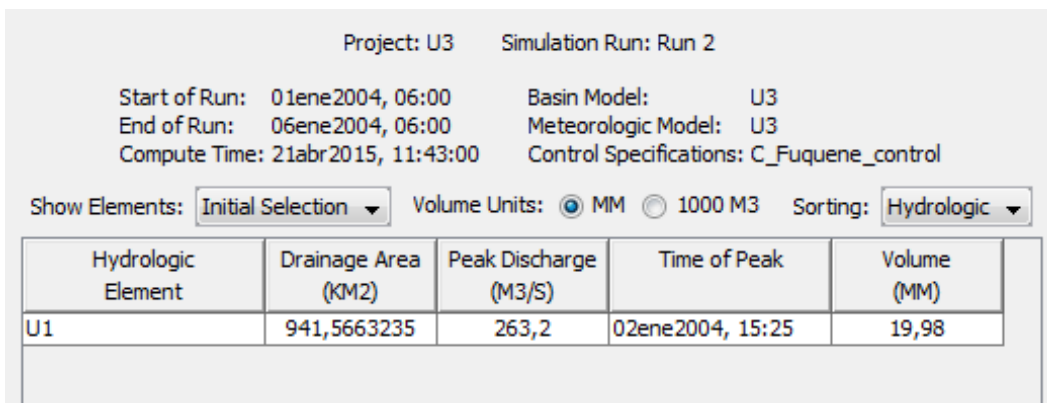 Project: U3 Simulation Run: Run 2
Start of Run: 01ene2004, 06:00 Basin Model: U3
End of Run: 06ene2004, 06:00 Meteorologic Model: U3
Compute Time: 21abr2015, 11:43:00 Control Specifications: C_Fuquene_control
Show Elements: Initial Selection Volume Units: MM 1000 M3 Sorting: Hydrologic
Hydrologic Drainage Area Peak Discharge Time of Peak Volume
Element (KM2) (M3/S) (MM)
U1 941,5663235 263,2 02ene2004, 15:25 19,98